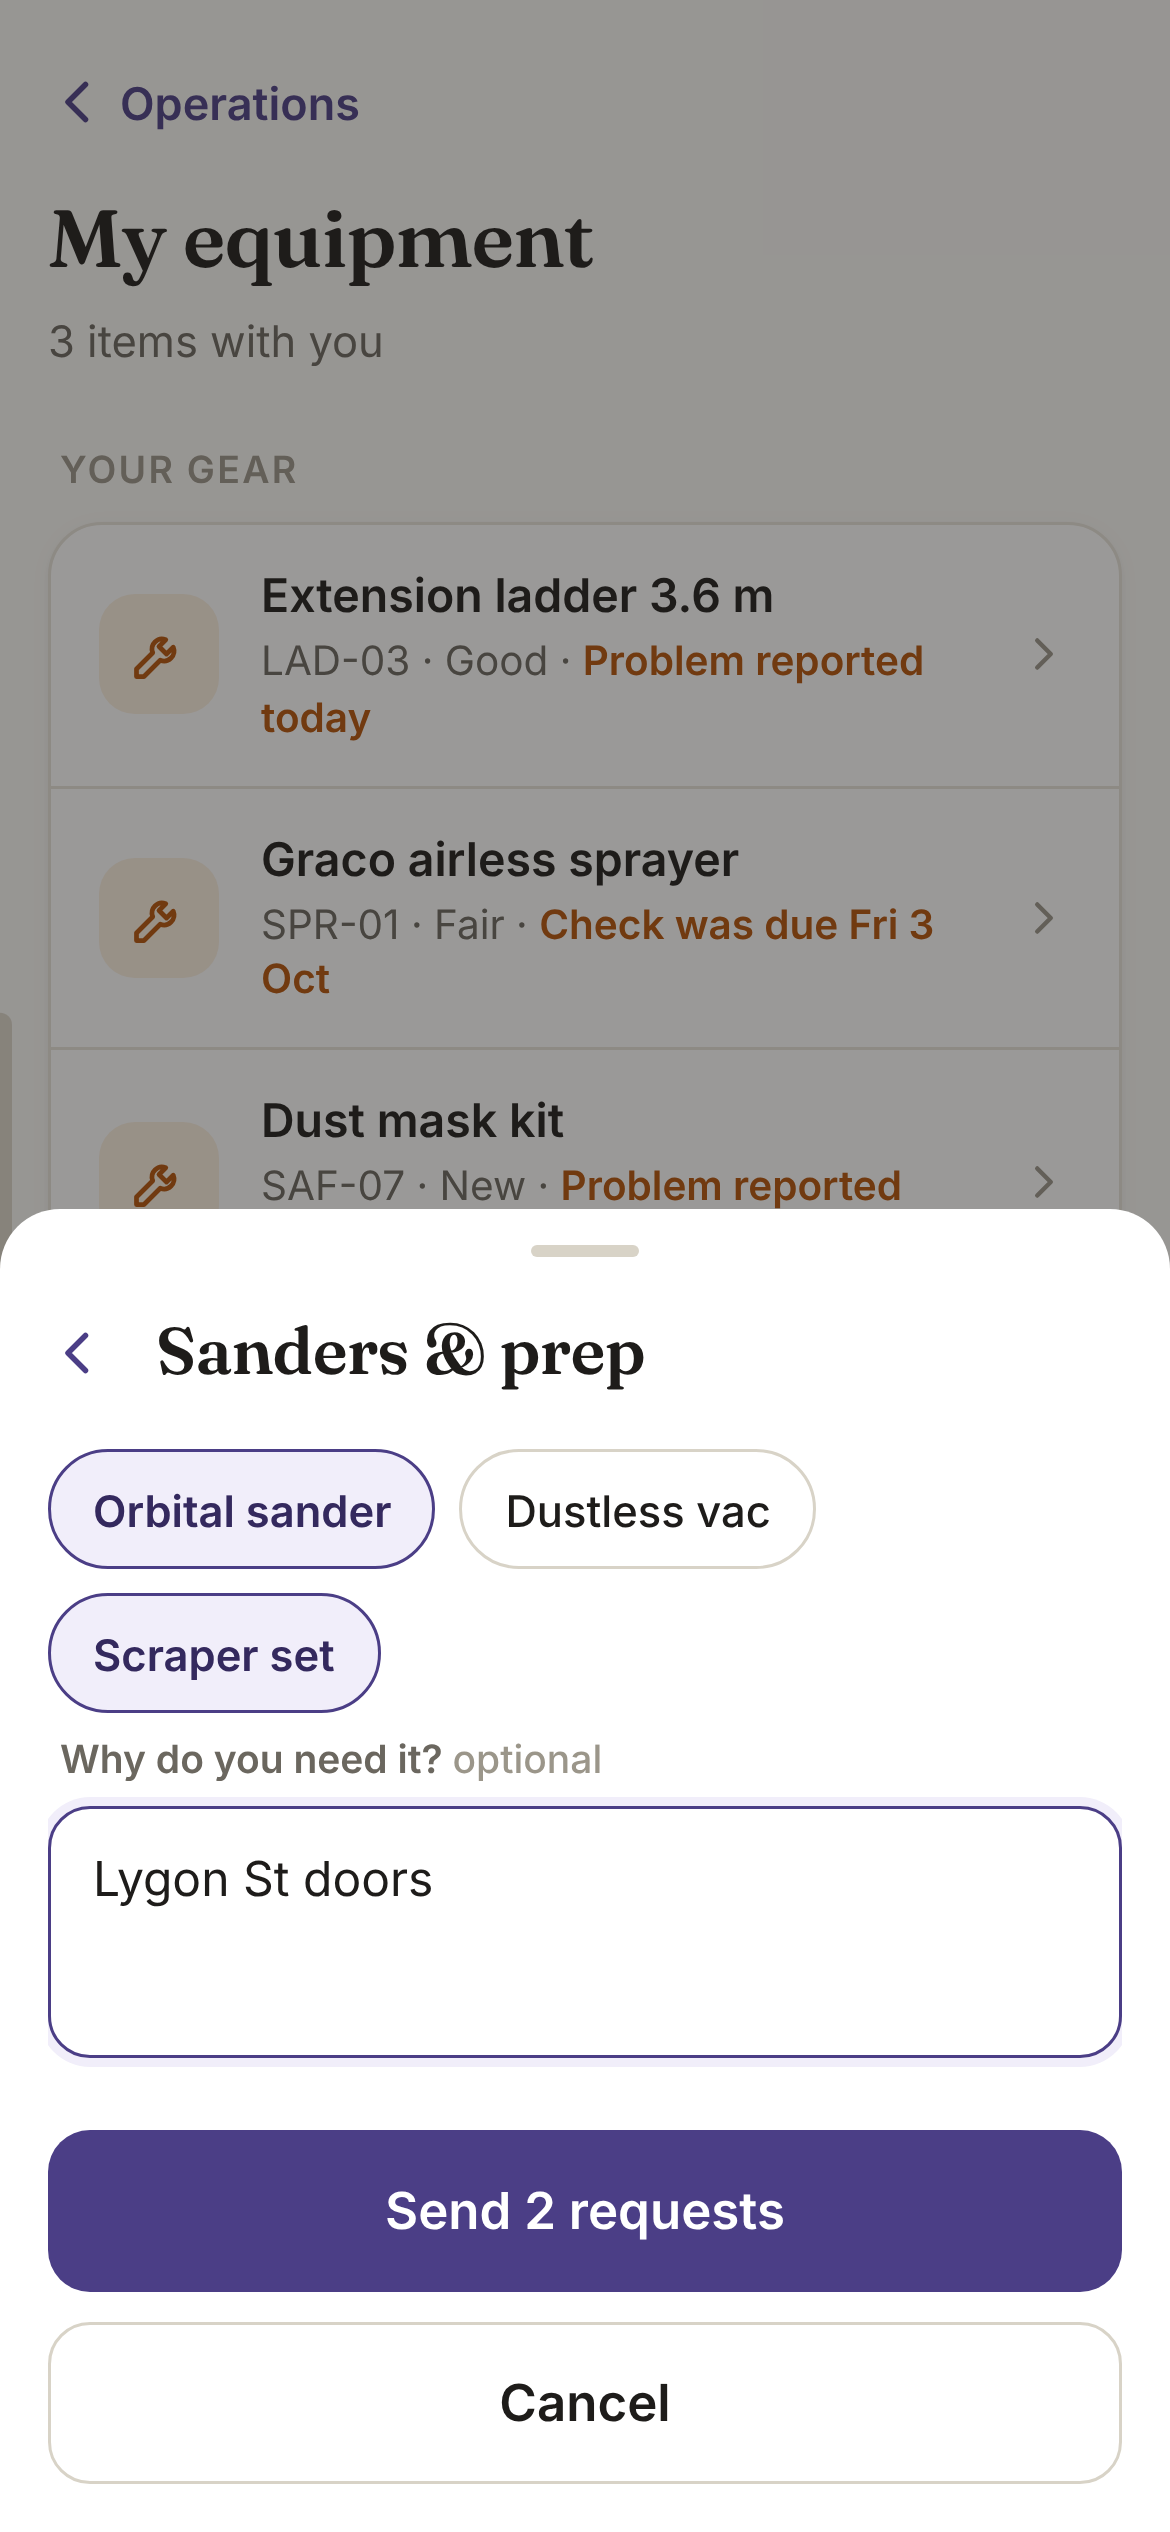 Operations
My equipment
3 items with you
YOUR GEAR
Extension ladder 3.6 m
LAD-03 · Good · Problem reported
today
Graco airless sprayer
SPR-01 · Fair · Check was due Fri 3
Oct
Dust mask kit
SAF-07 · New · Problem reported
Sanders & prep
Orbital sander
Dustless vac
Scraper set
Why do you need it? optional
Lygon St doors
Send 2 requests
Cancel